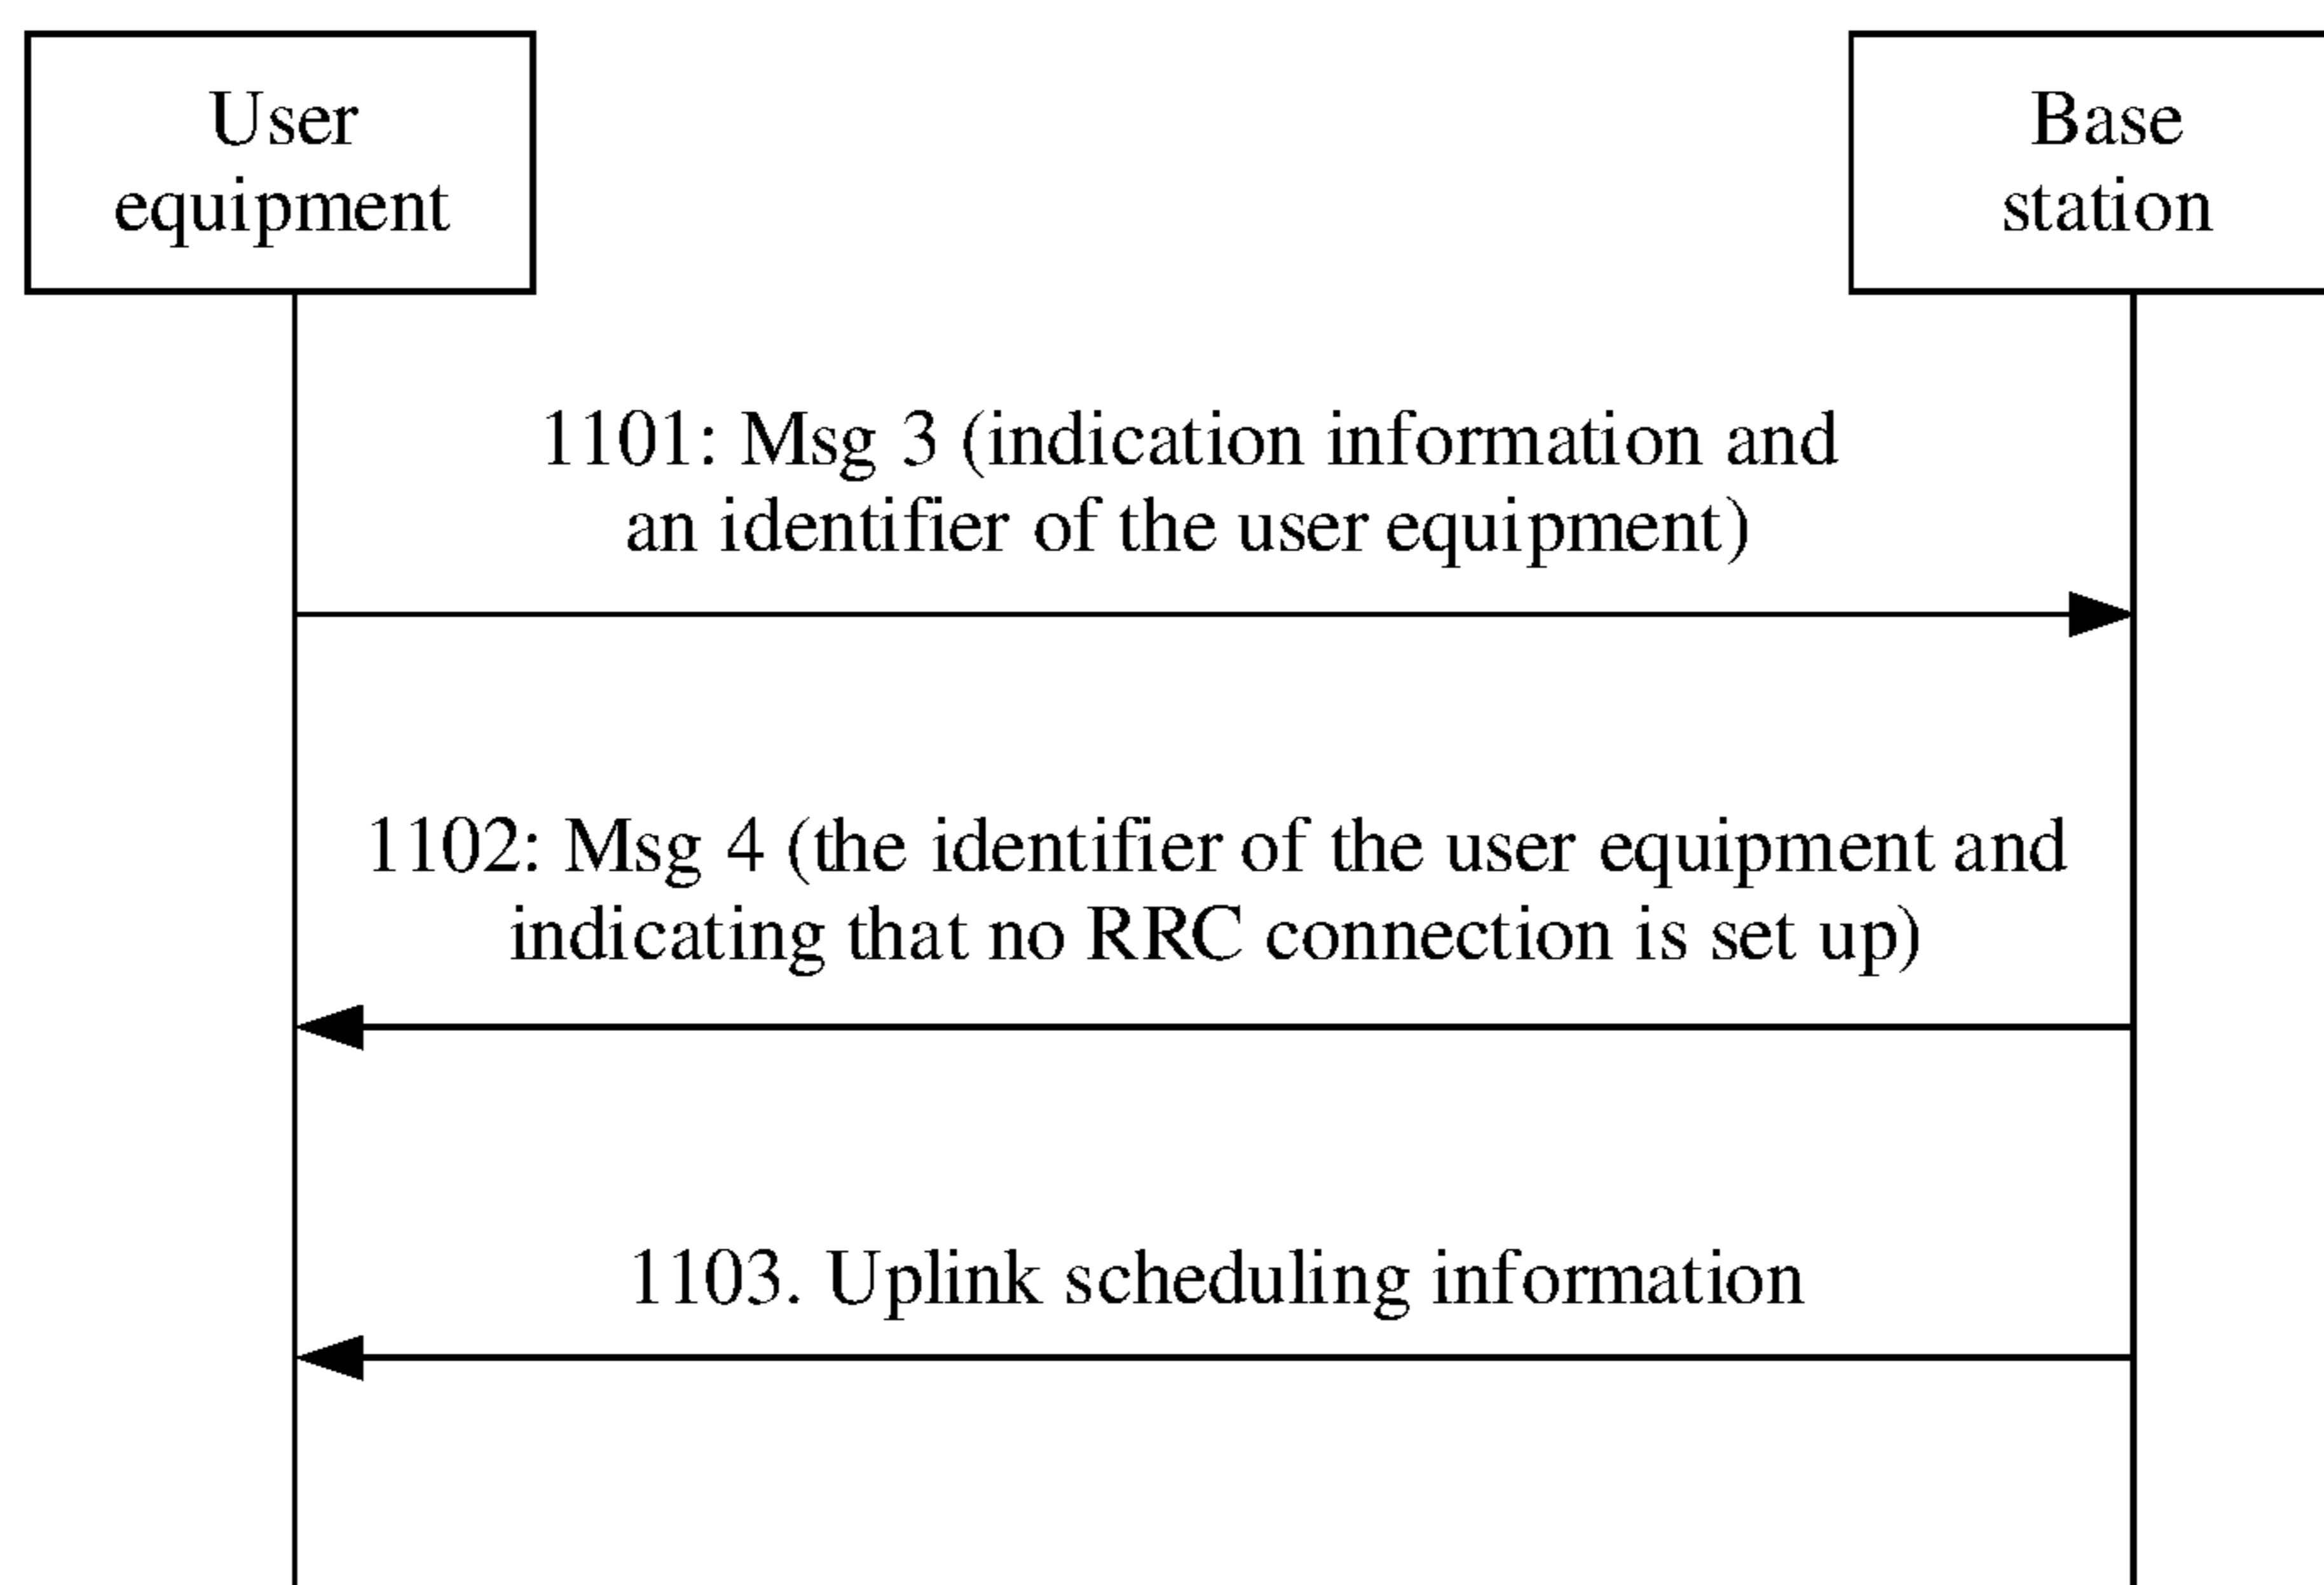 User
equipment
Base
station
1101: Msg 3 (indication information and
an identifier of the user equipment)
1102: Msg 4 (the identifier of the user equipment and
indicating that no RRC connection is set up)
1103. Uplink scheduling information